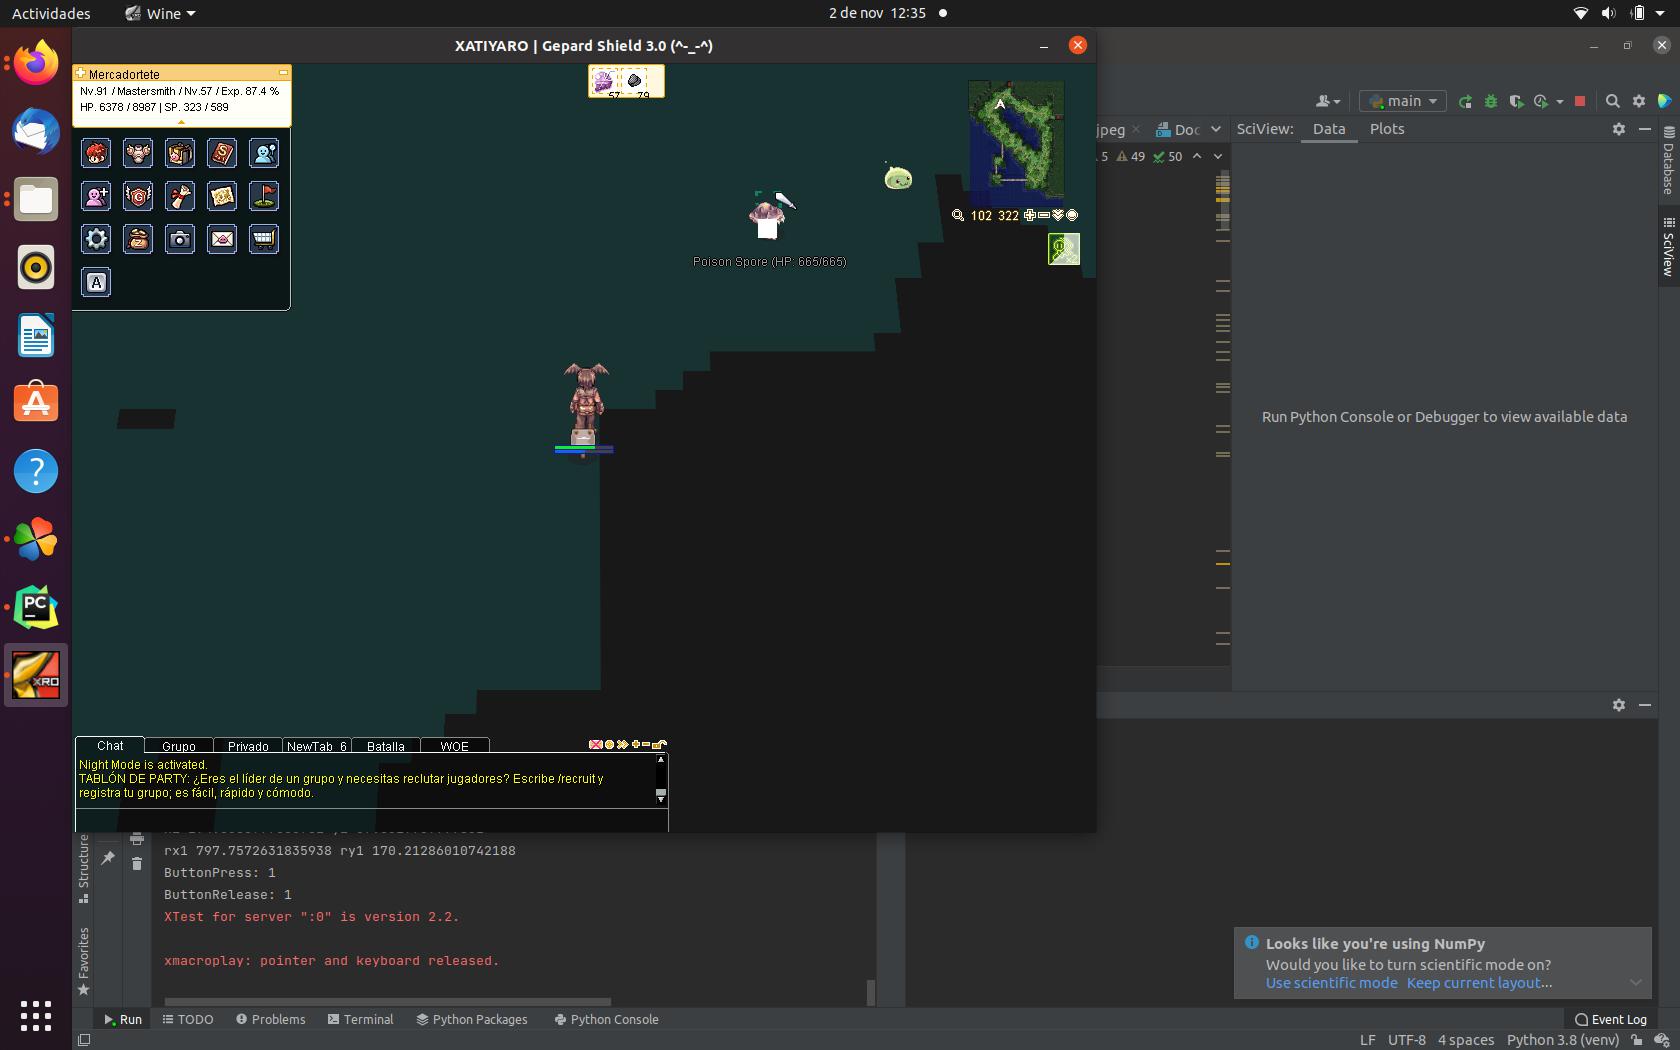 Actividades
Wine
2 de nov 12:35
XATIYARO | Gepard Shield 3.0 (^-_-^)
Mercadortete
Nv.91 / Mastersmith / Nv.57 / Exp. 87.4 %
HP. 6378 / 8987 | SP. 323 / 589
57 79
102 322
Poison Spore (HP: 665/665)
main
jpeg
Doc
SciView:
Data
Plots
5 49 50
Database
SciView
Run Python Console or Debugger to view available data
PC
XRO
A
Chat
Grupo
Privado
NewTab_6
Batalla
WOE
Night Mode is activated.
TABLÓN DE PARTY: ¿Eres el líder de un grupo y necesitas reclutar jugadores? Escribe /recruit y
registra tu grupo; es fácil, rápido y cómodo.
rx1 797.7572631835938 ry1 170.21286010742188
ButtonPress: 1
ButtonRelease: 1
XTest for server ":0" is version 2.2.
xmacroplay: pointer and keyboard released.
Structure
Favorites
Looks like you're using NumPy
Would you like to turn scientific mode on?
Use scientific mode Keep current layout...
Run
TODO
Problems
Terminal
Python Packages
Python Console
Event Log
LF UTF-8 4 spaces Python 3.8 (venv)